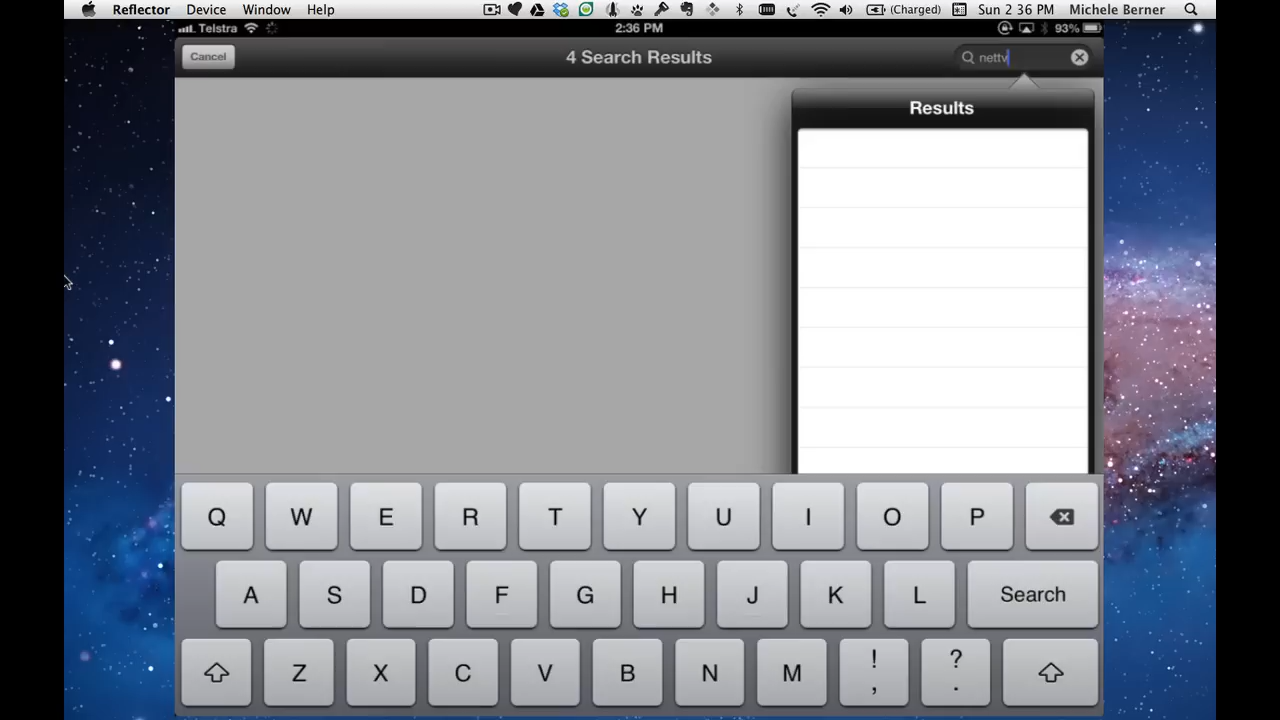 Reflector Device Window Help (Charged) Sun 2 36 PM Michele Berner
Telstra 2:36 PM 93%
Cancel 4 Search Results nettv
Results
Q W E R T Y U I O P
A S D F G H J K L Search
Z X C V B N M ! , ? .